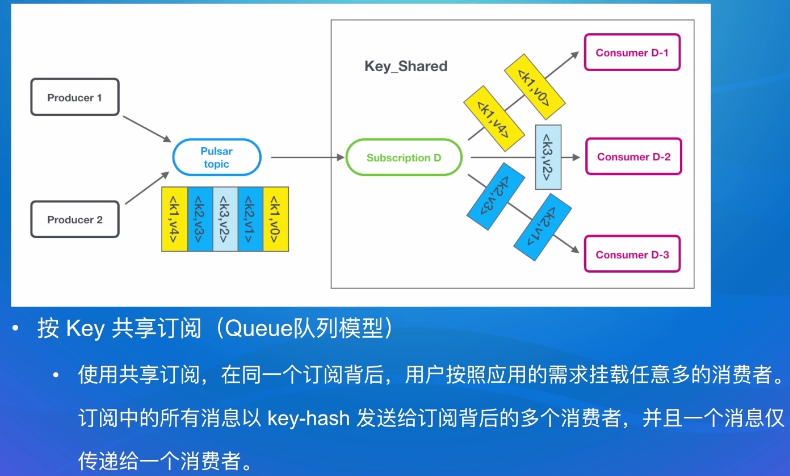 Key_Shared
Producer 1
Producer 2
Pulsar
topic
<k1,v4>
<k2,v3>
<k3,v2>
<k2,v1>
<k1,v0>
Subscription D
<k1,v4>
<k1,v0>
<k3,v2>
<k2,v3>
<k2,v1>
Consumer D-1
Consumer D-2
Consumer D-3
• 按 Key 共享订阅（Queue队列模型）
• 使用共享订阅，在同一个订阅背后，用户按照应用的需求挂载任意多的消费者。
订阅中的所有消息以 key-hash 发送给订阅背后的多个消费者，并且一个消息仅
传递给一个消费者。